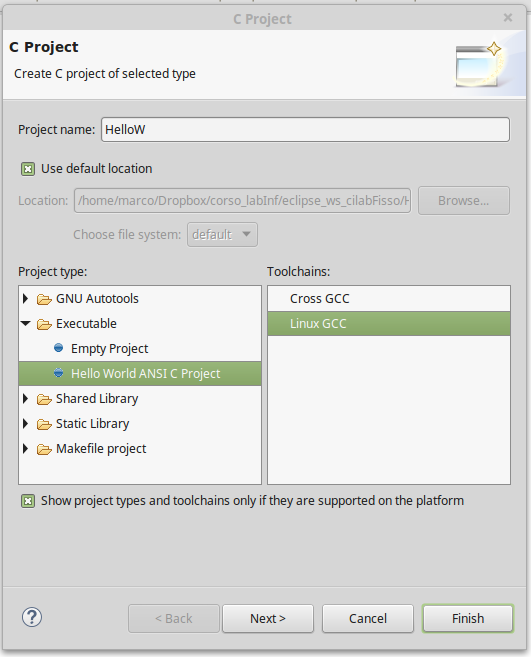 C Project
C Project
Create C project of selected type
Project name: HelloW
Use default location
Location: /home/marco/Dropbox/corso_labInf/eclipse_ws_cilabFisso/H Browse...
Choose file system: default
Project type: Toolchains:
GNU Autotools Cross GCC
Executable Linux GCC
Empty Project
Hello World ANSI C Project
Shared Library
Static Library
Makefile project
Show project types and toolchains only if they are supported on the platform
? < Back Next > Cancel Finish